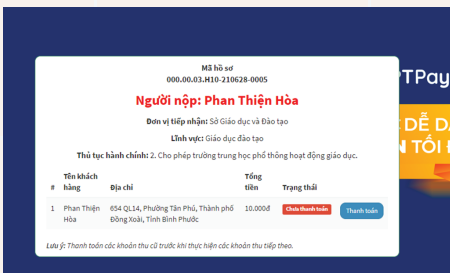 Mã hồ sơ
000.00.03.H10-210628-0005
Người nộp: Phan Thiện Hòa
Đơn vị tiếp nhận: Sở Giáo dục và Đào tạo
Lĩnh vực: Giáo dục đào tạo
Thủ tục hành chính: 2. Cho phép trường trung học phổ thông hoạt động giáo dục.
# Tên khách hàng Địa chỉ Tổng tiền Trạng thái
1 Phan Thiện Hòa 654 QL14, Phường Tân Phú, Thành phố Đồng Xoài, Tỉnh Bình Phước 10.000đ Chưa thanh toán Thanh toán
Lưu ý: Thanh toán các khoản thu cũ trước khi thực hiện các khoản thu tiếp theo.
TPay
DỄ D
TỐI